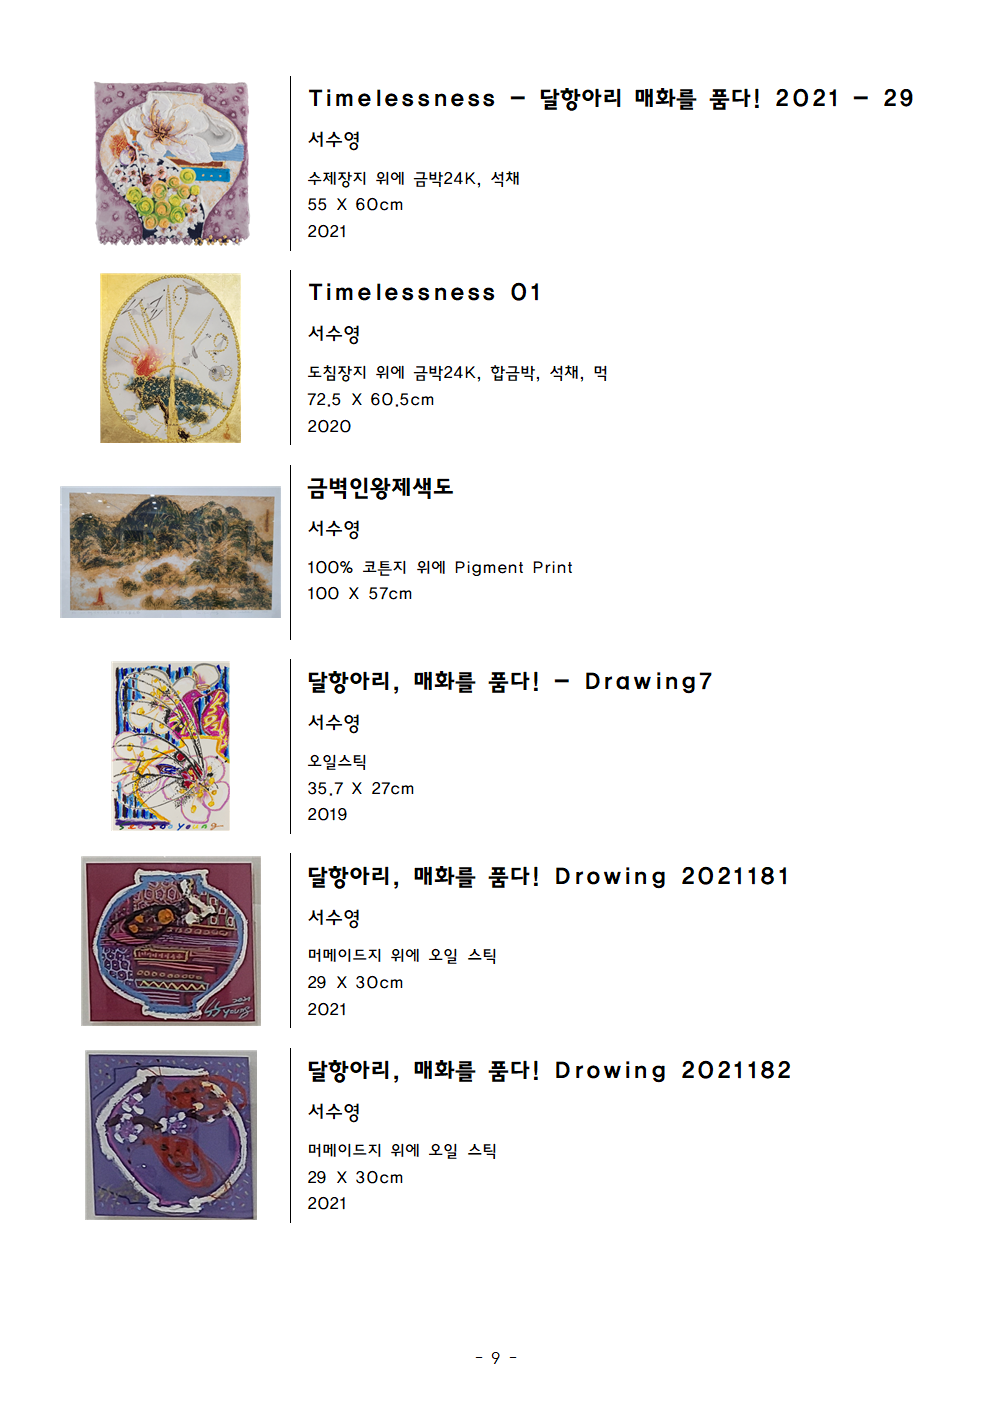 Timelessness - 달항아리 매화를 품다! 2021 - 29
서수영
수제장지 위에 금박24K, 석채
55 X 60cm
2021
Timelessness 01
서수영
도침장지 위에 금박24K, 합금박, 석채, 먹
72.5 X 60.5cm
2020
금벽인왕제색도
서수영
100% 코튼지 위에 Pigment Print
100 X 57cm
달항아리, 매화를 품다! - Drawing7
서수영
오일스틱
35.7 X 27cm
2019
SEO SOO YOUNG
달항아리, 매화를 품다! Drowing 2021181
서수영
머메이드지 위에 오일 스틱
29 X 30cm
2021
2021
young
달항아리, 매화를 품다! Drowing 2021182
서수영
머메이드지 위에 오일 스틱
29 X 30cm
2021
- 9 -